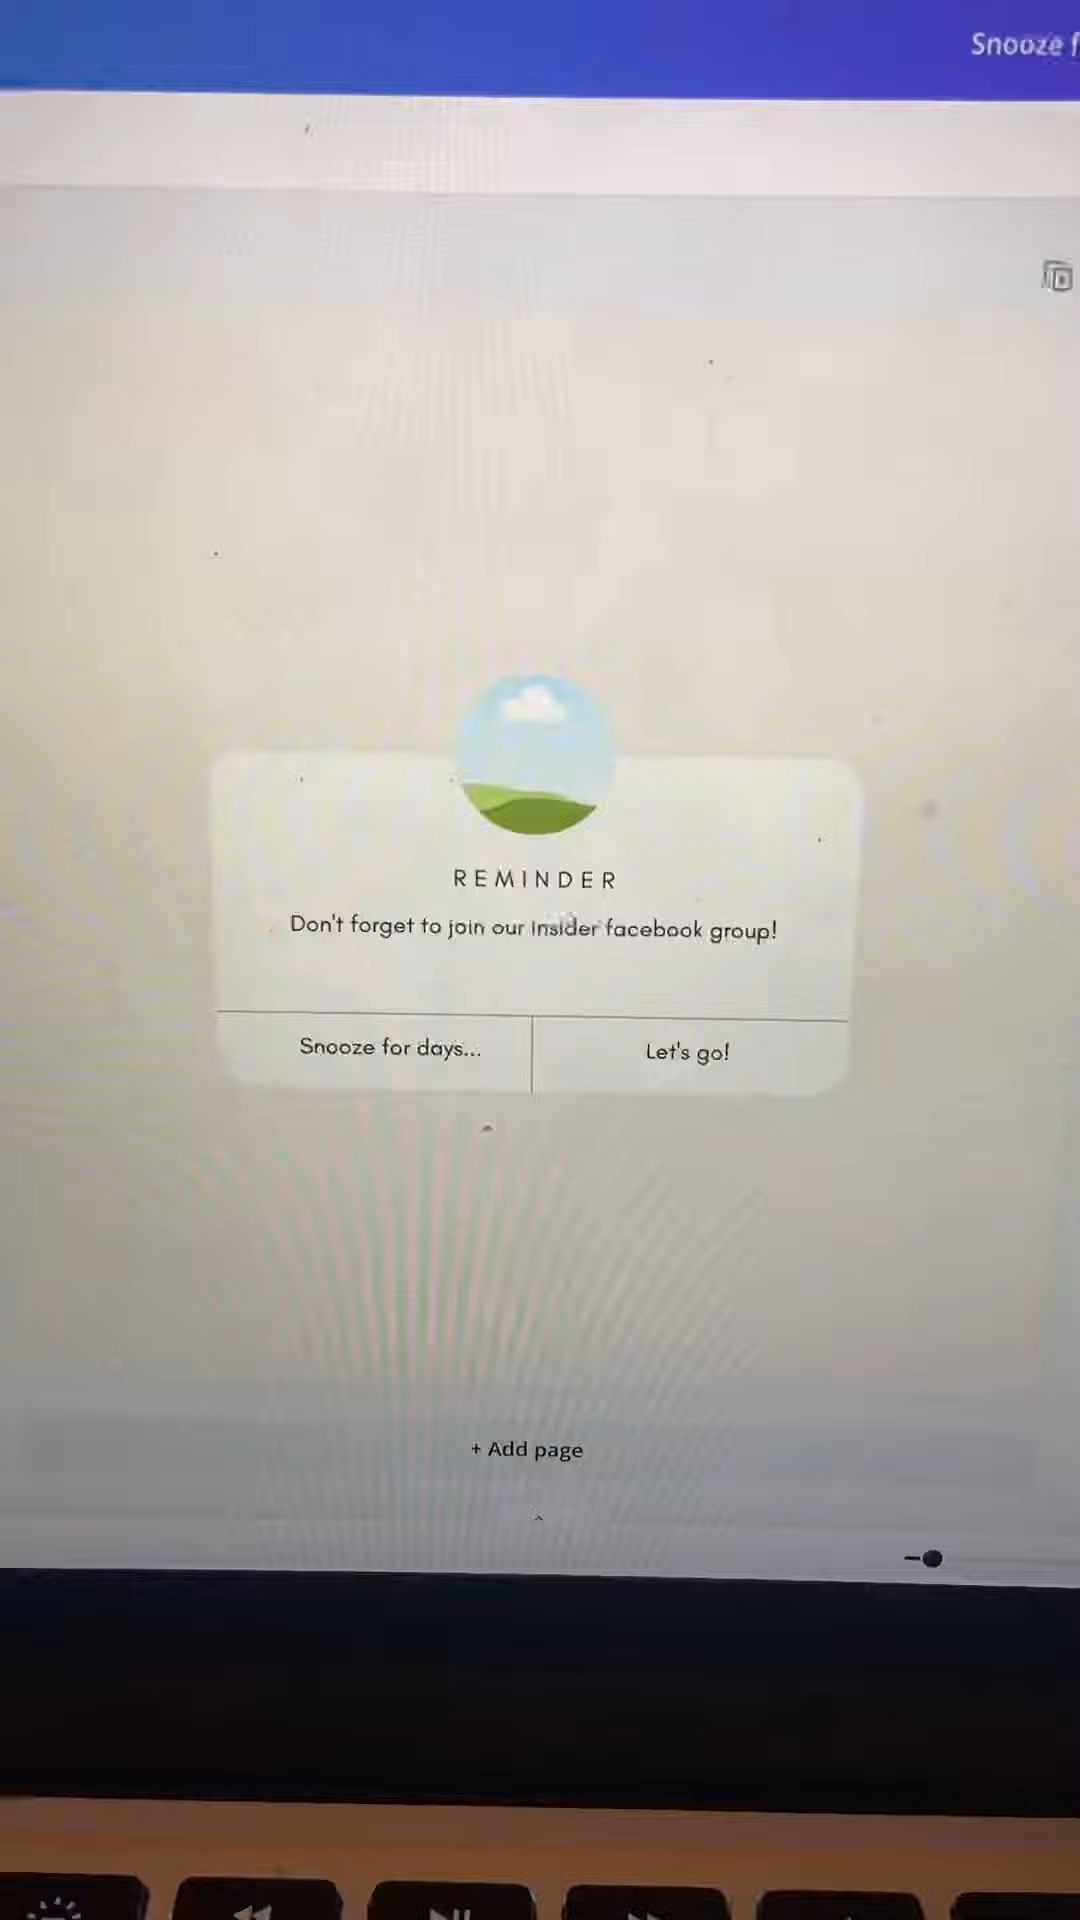 Snooze f
REMINDER
Don't forget to join our insider facebook group!
Snooze for days...
Let's go!
+ Add page